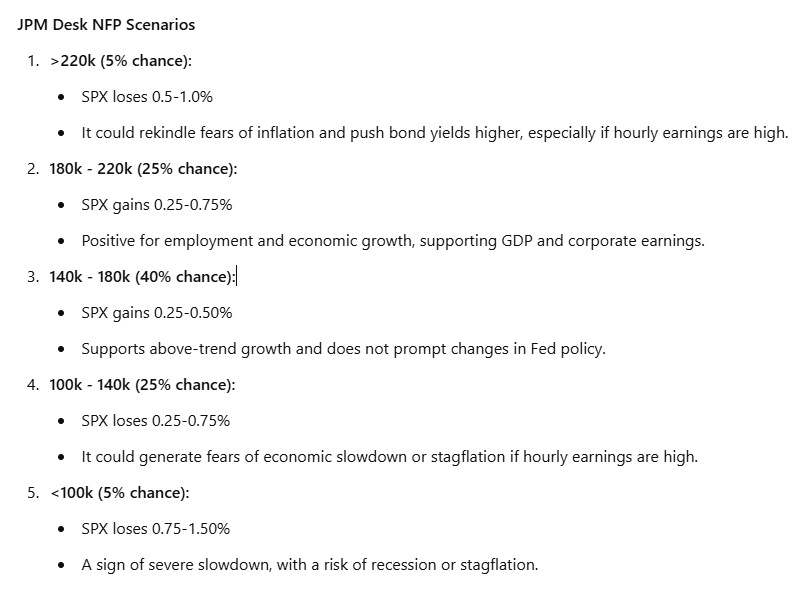 JPM Desk NFP Scenarios
1. >220k (5% chance):
• SPX loses 0.5-1.0%
• It could rekindle fears of inflation and push bond yields higher, especially if hourly earnings are high.
2. 180k - 220k (25% chance):
• SPX gains 0.25-0.75%
• Positive for employment and economic growth, supporting GDP and corporate earnings.
3. 140k - 180k (40% chance):
• SPX gains 0.25-0.50%
• Supports above-trend growth and does not prompt changes in Fed policy.
4. 100k - 140k (25% chance):
• SPX loses 0.25-0.75%
• It could generate fears of economic slowdown or stagflation if hourly earnings are high.
5. <100k (5% chance):
• SPX loses 0.75-1.50%
• A sign of severe slowdown, with a risk of recession or stagflation.